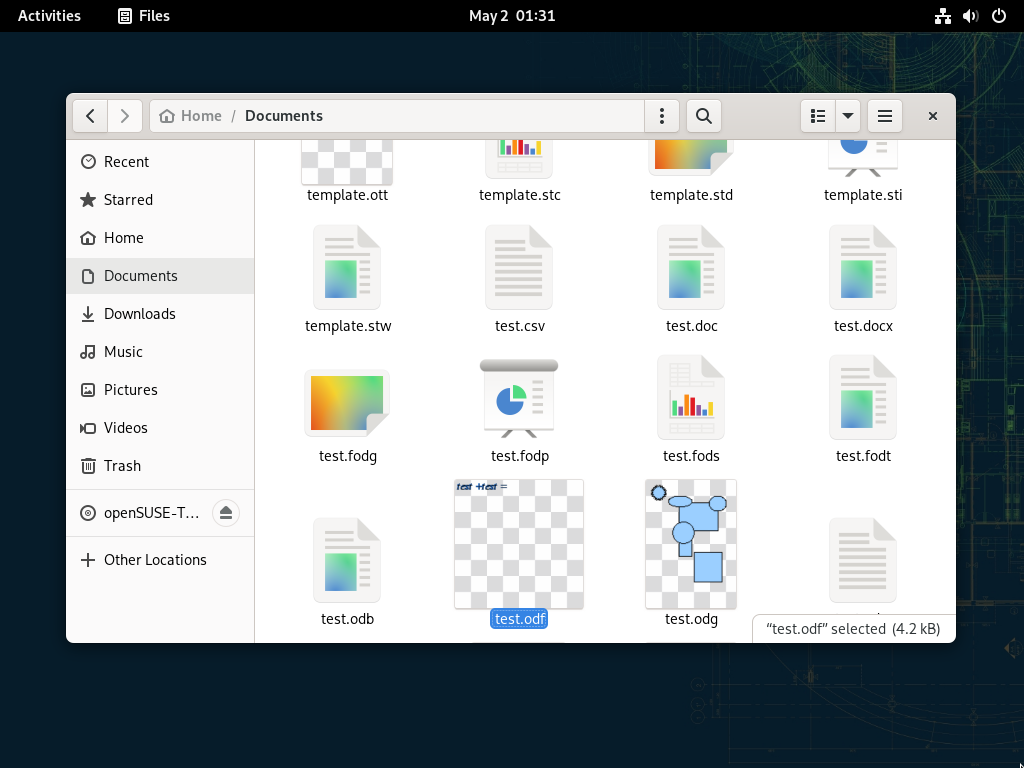 Activities Files May 2 01:31
Home / Documents
Recent
Starred
Home
Documents
Downloads
Music
Pictures
Videos
Trash
openSUSE-T…
Other Locations
template.ott template.stc template.std template.sti
template.stw test.csv test.doc test.docx
test.fodg test.fodp test.fods test.fodt
test +test =
test.odb test.odf test.odg
“test.odf” selected (4.2 kB)